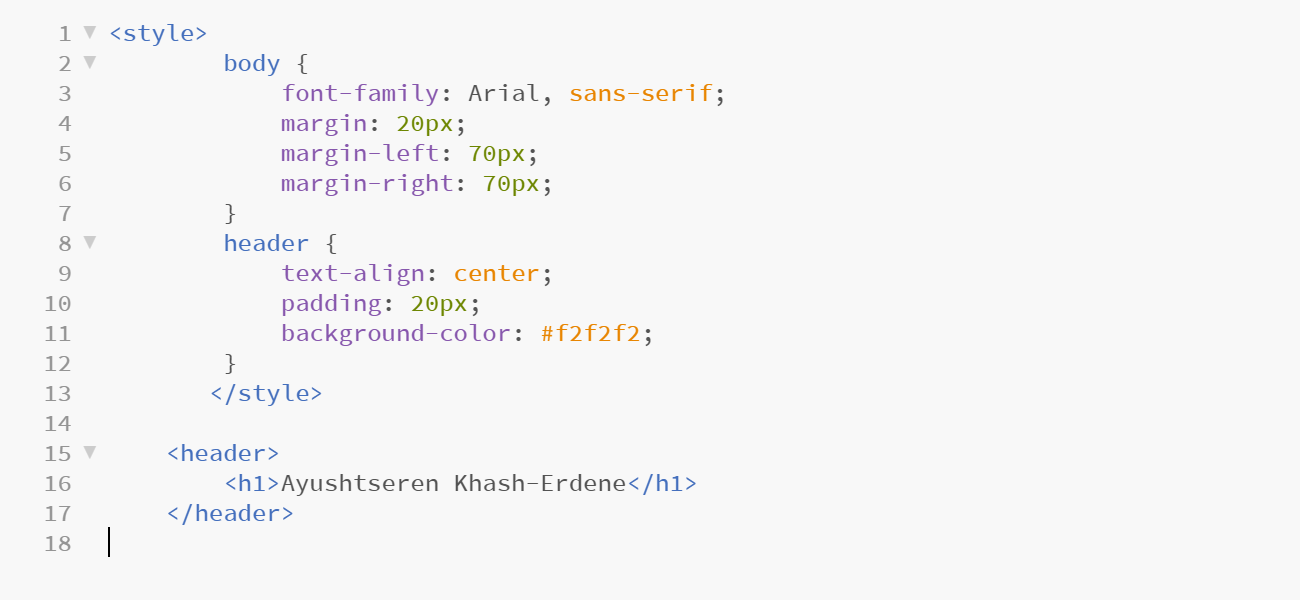 1 <style>
2 body {
3 font-family: Arial, sans-serif;
4 margin: 20px;
5 margin-left: 70px;
6 margin-right: 70px;
7 }
8 header {
9 text-align: center;
10 padding: 20px;
11 background-color: #f2f2f2;
12 }
13 </style>
14
15 <header>
16 <h1>Ayushtseren Khash-Erdene</h1>
17 </header>
18